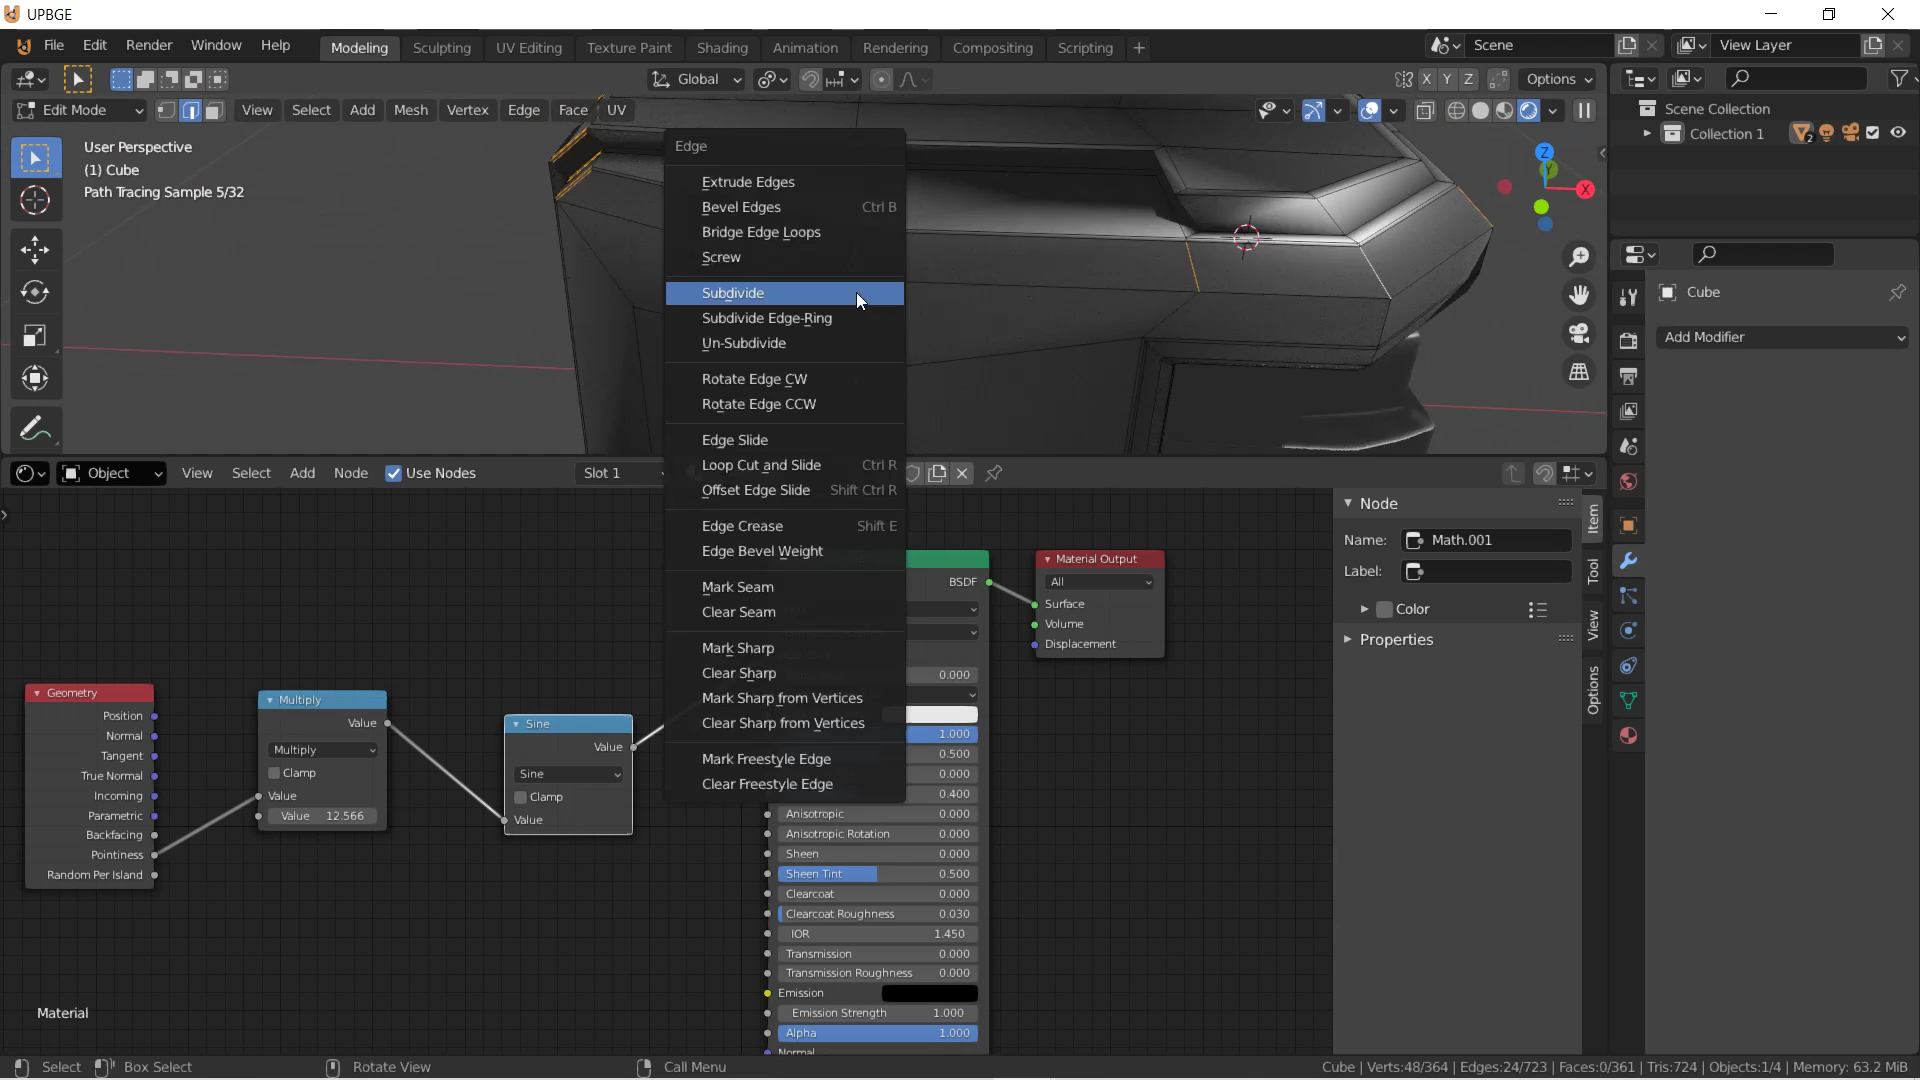 UPBGE
File Edit Render Window Help Modeling Sculpting UV Editing Texture Paint Shading Animation Rendering Compositing Scripting + Scene View Layer
Global X Y Z Options
Edit Mode View Select Add Mesh Vertex Edge Face UV
Scene Collection
Collection 1 2
User Perspective
(1) Cube
Path Tracing Sample 5/32
Z
Y
X
Edge
Extrude Edges
Bevel Edges Ctrl B
Bridge Edge Loops
Screw
Subdivide
Subdivide Edge-Ring
Un-Subdivide
Rotate Edge CW
Rotate Edge CCW
Edge Slide
Loop Cut and Slide Ctrl R
Offset Edge Slide Shift Ctrl R
Edge Crease Shift E
Edge Bevel Weight
Mark Seam
Clear Seam
Mark Sharp
Clear Sharp
Mark Sharp from Vertices
Clear Sharp from Vertices
Mark Freestyle Edge
Clear Freestyle Edge
Cube
Add Modifier
Object View Select Add Node Use Nodes Slot 1
Geometry
Position
Normal
Tangent
True Normal
Incoming
Parametric
Backfacing
Pointiness
Random Per Island
Multiply
Value
Multiply
Clamp
Value
Value 12.566
Sine
Value
Sine
Clamp
Value
BSDF
0.000
1.000
0.500
0.000
0.400
Anisotropic 0.000
Anisotropic Rotation 0.000
Sheen 0.000
Sheen Tint 0.500
Clearcoat 0.000
Clearcoat Roughness 0.030
IOR 1.450
Transmission 0.000
Transmission Roughness 0.000
Emission
Emission Strength 1.000
Alpha 1.000
Normal
Material Output
All
Surface
Volume
Displacement
Node
Name: Math.001
Label:
Color
Properties
Item
Tool
View
Options
Material
Select Box Select Rotate View Call Menu Cube | Verts:48/364 | Edges:24/723 | Faces:0/361 | Tris:724 | Objects:1/4 | Memory: 63.2 MiB